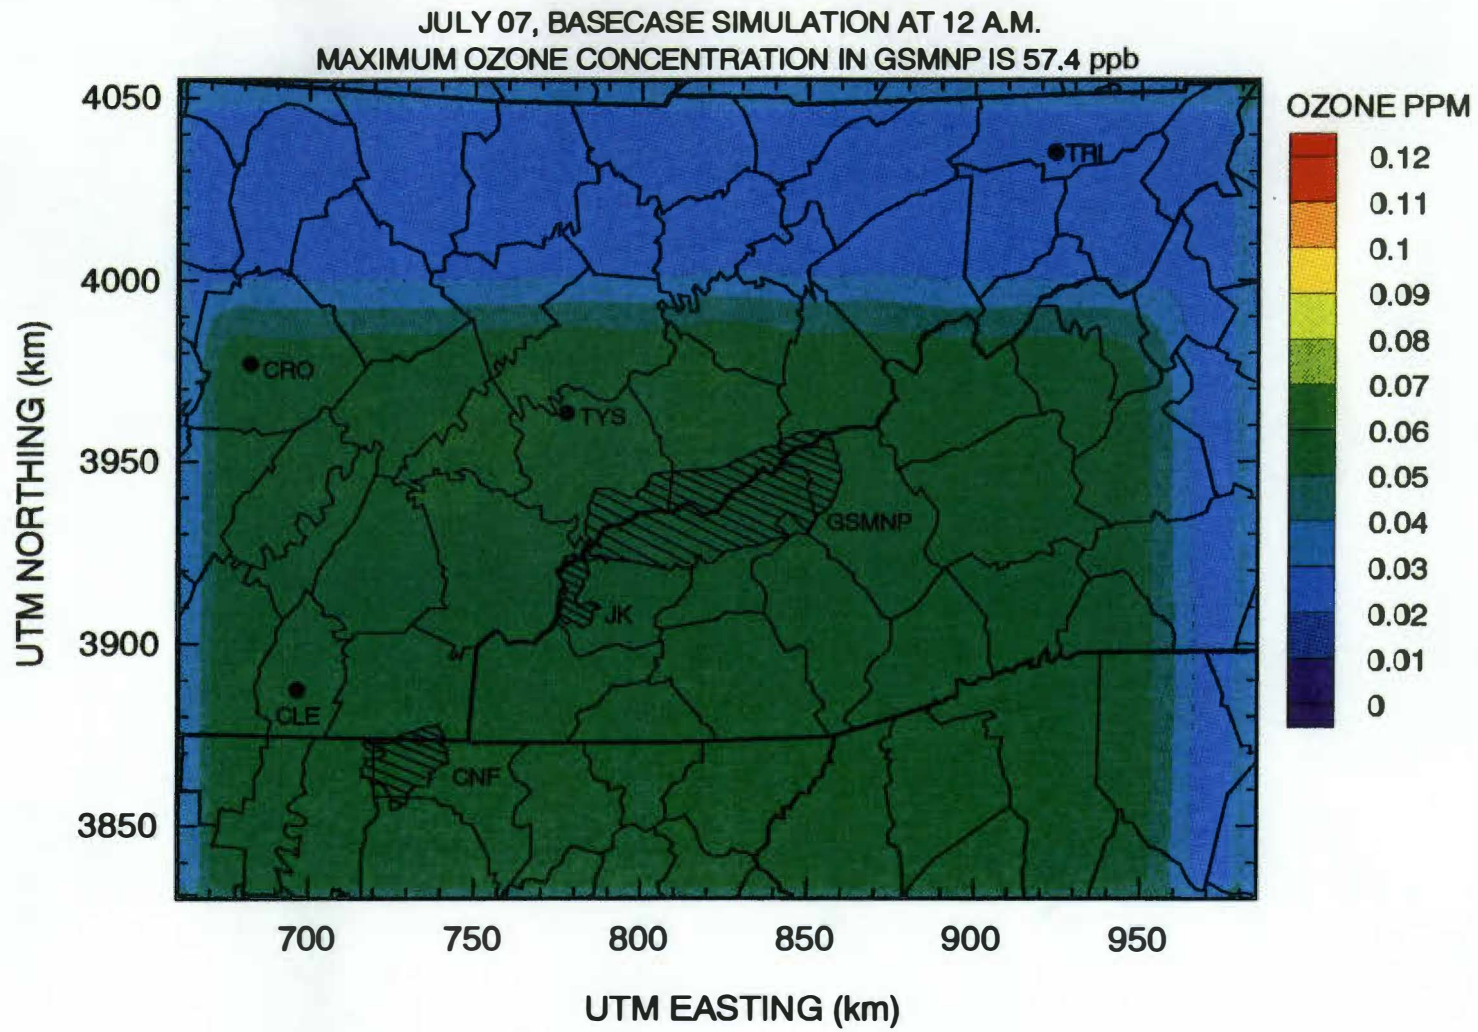 JULY 07, BASECASE SIMULATION AT 12 A.M.
MAXIMUM OZONE CONCENTRATION IN GSMNP IS 57.4 ppb
OZONE PPM
0.12
0.11
0.1
0.09
0.08
0.07
0.06
0.05
0.04
0.03
0.02
0.01
0
UTM NORTHING (km)
4050
4000
3950
3900
3850
TRI
CRO
TYS
GSMNP
JK
CLE
CNF
700
750
800
850
900
950
UTM EASTING (km)